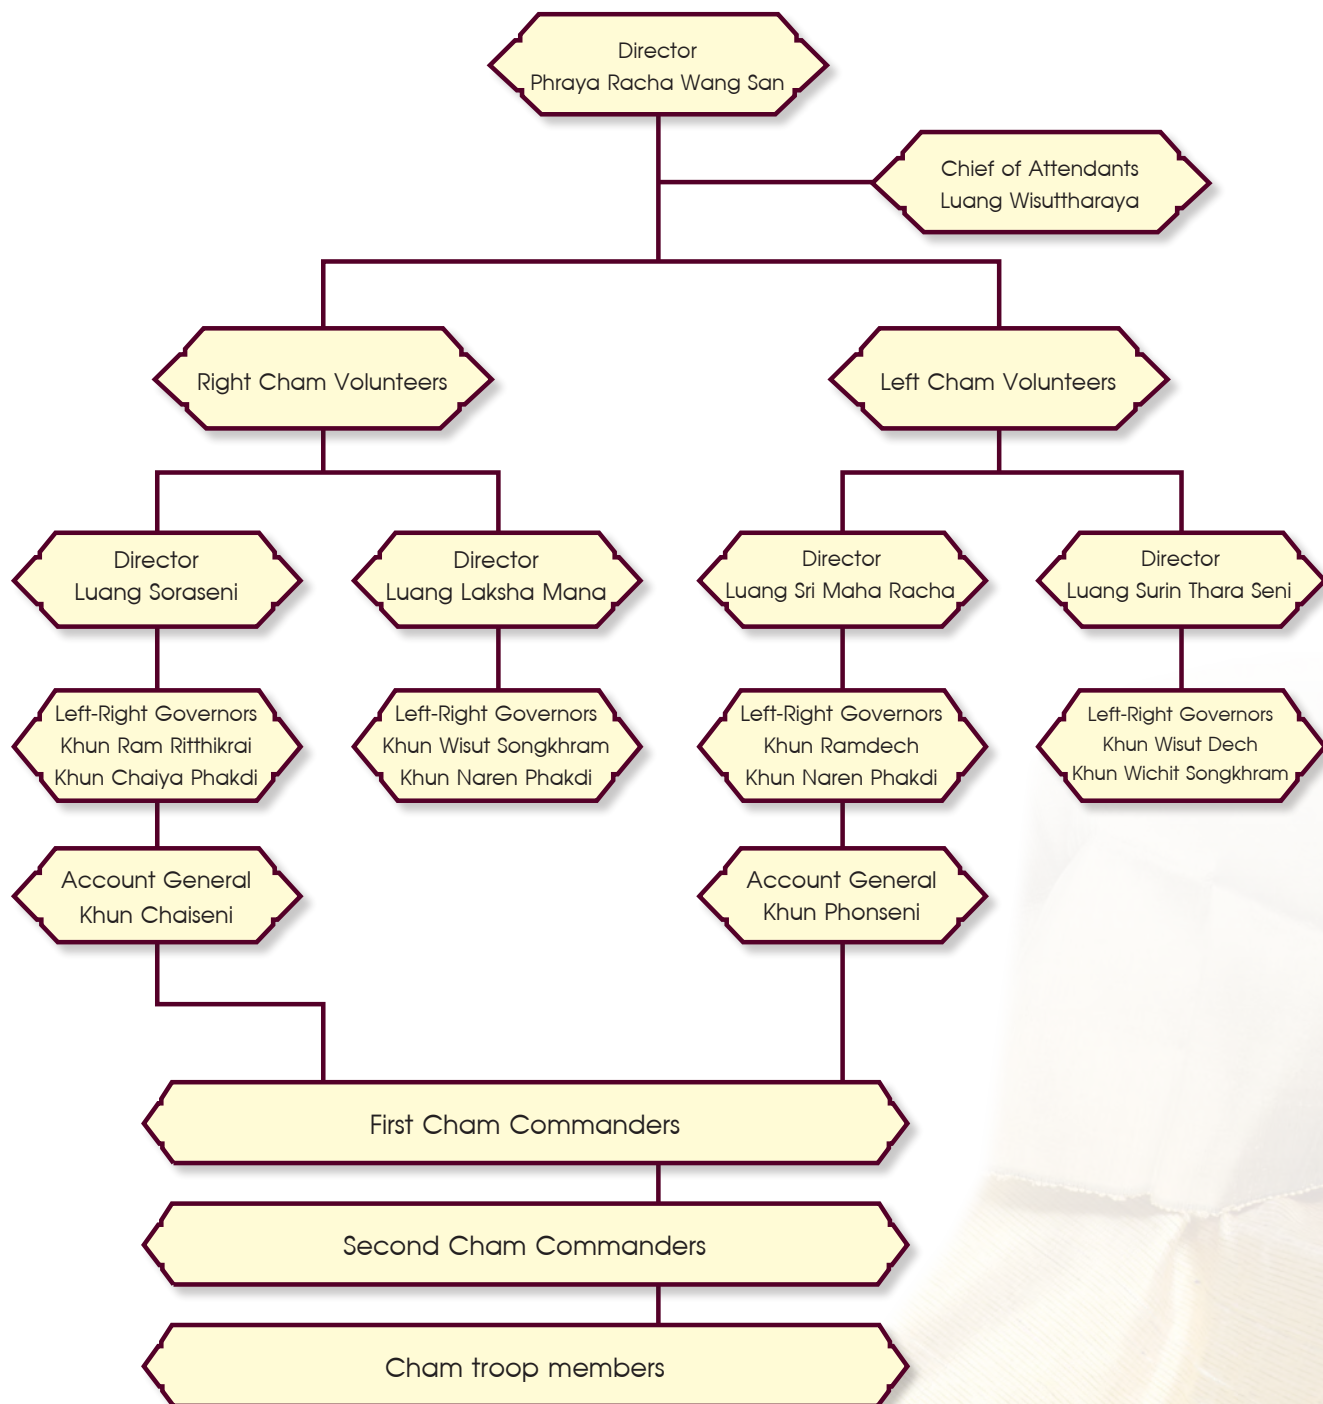 Director
Phraya Racha Wang San
Chief of Attendants
Luang Wisuttharaya
Right Cham Volunteers
Left Cham Volunteers
Director
Luang Soraseni
Director
Luang Laksha Mana
Director
Luang Sri Maha Racha
Director
Luang Surin Thara Seni
Left-Right Governors
Khun Ram Ritthikrai
Khun Chaiya Phakdi
Left-Right Governors
Khun Wisut Songkhram
Khun Naren Phakdi
Left-Right Governors
Khun Ramdech
Khun Naren Phakdi
Left-Right Governors
Khun Wisut Dech
Khun Wichit Songkhram
Account General
Khun Chaiseni
Account General
Khun Phonseni
First Cham Commanders
Second Cham Commanders
Cham troop members